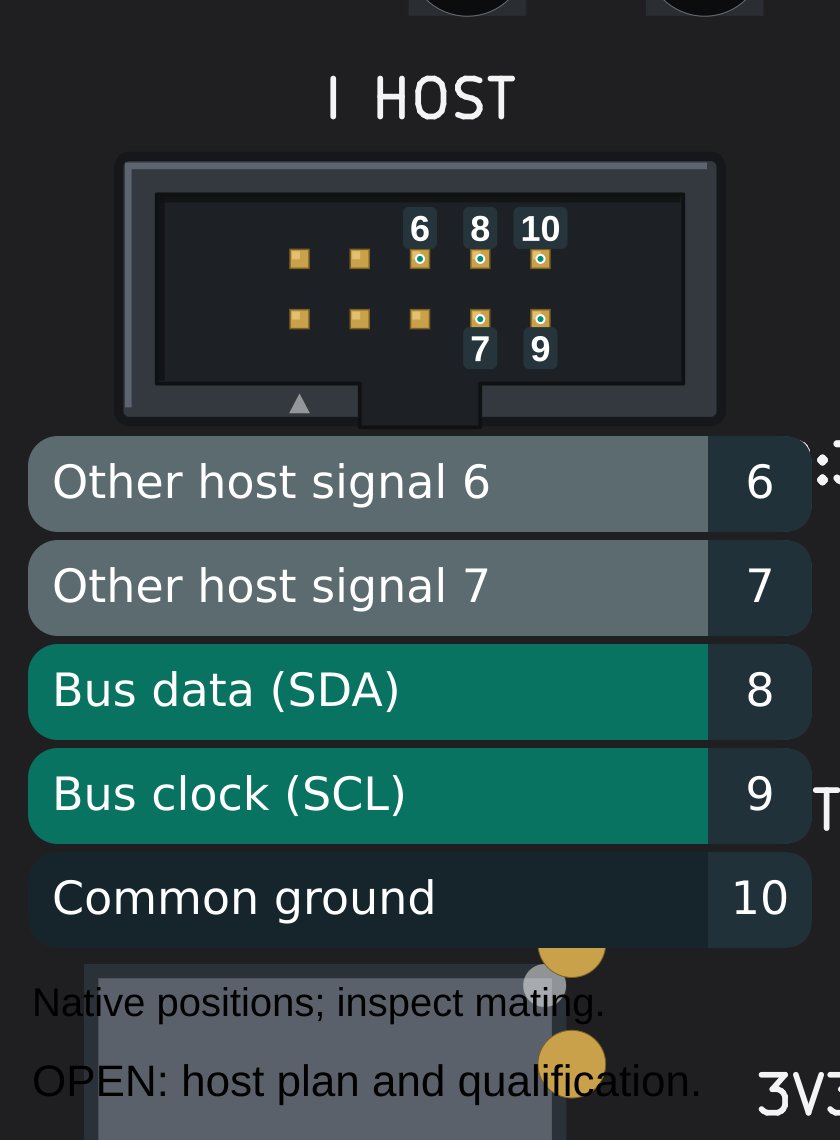 I HOST
6 8 10
7 9
Other host signal 6 6
Other host signal 7 7
Bus data (SDA) 8
Bus clock (SCL) 9
Common ground 10
Native positions; inspect mating.
OPEN: host plan and qualification.